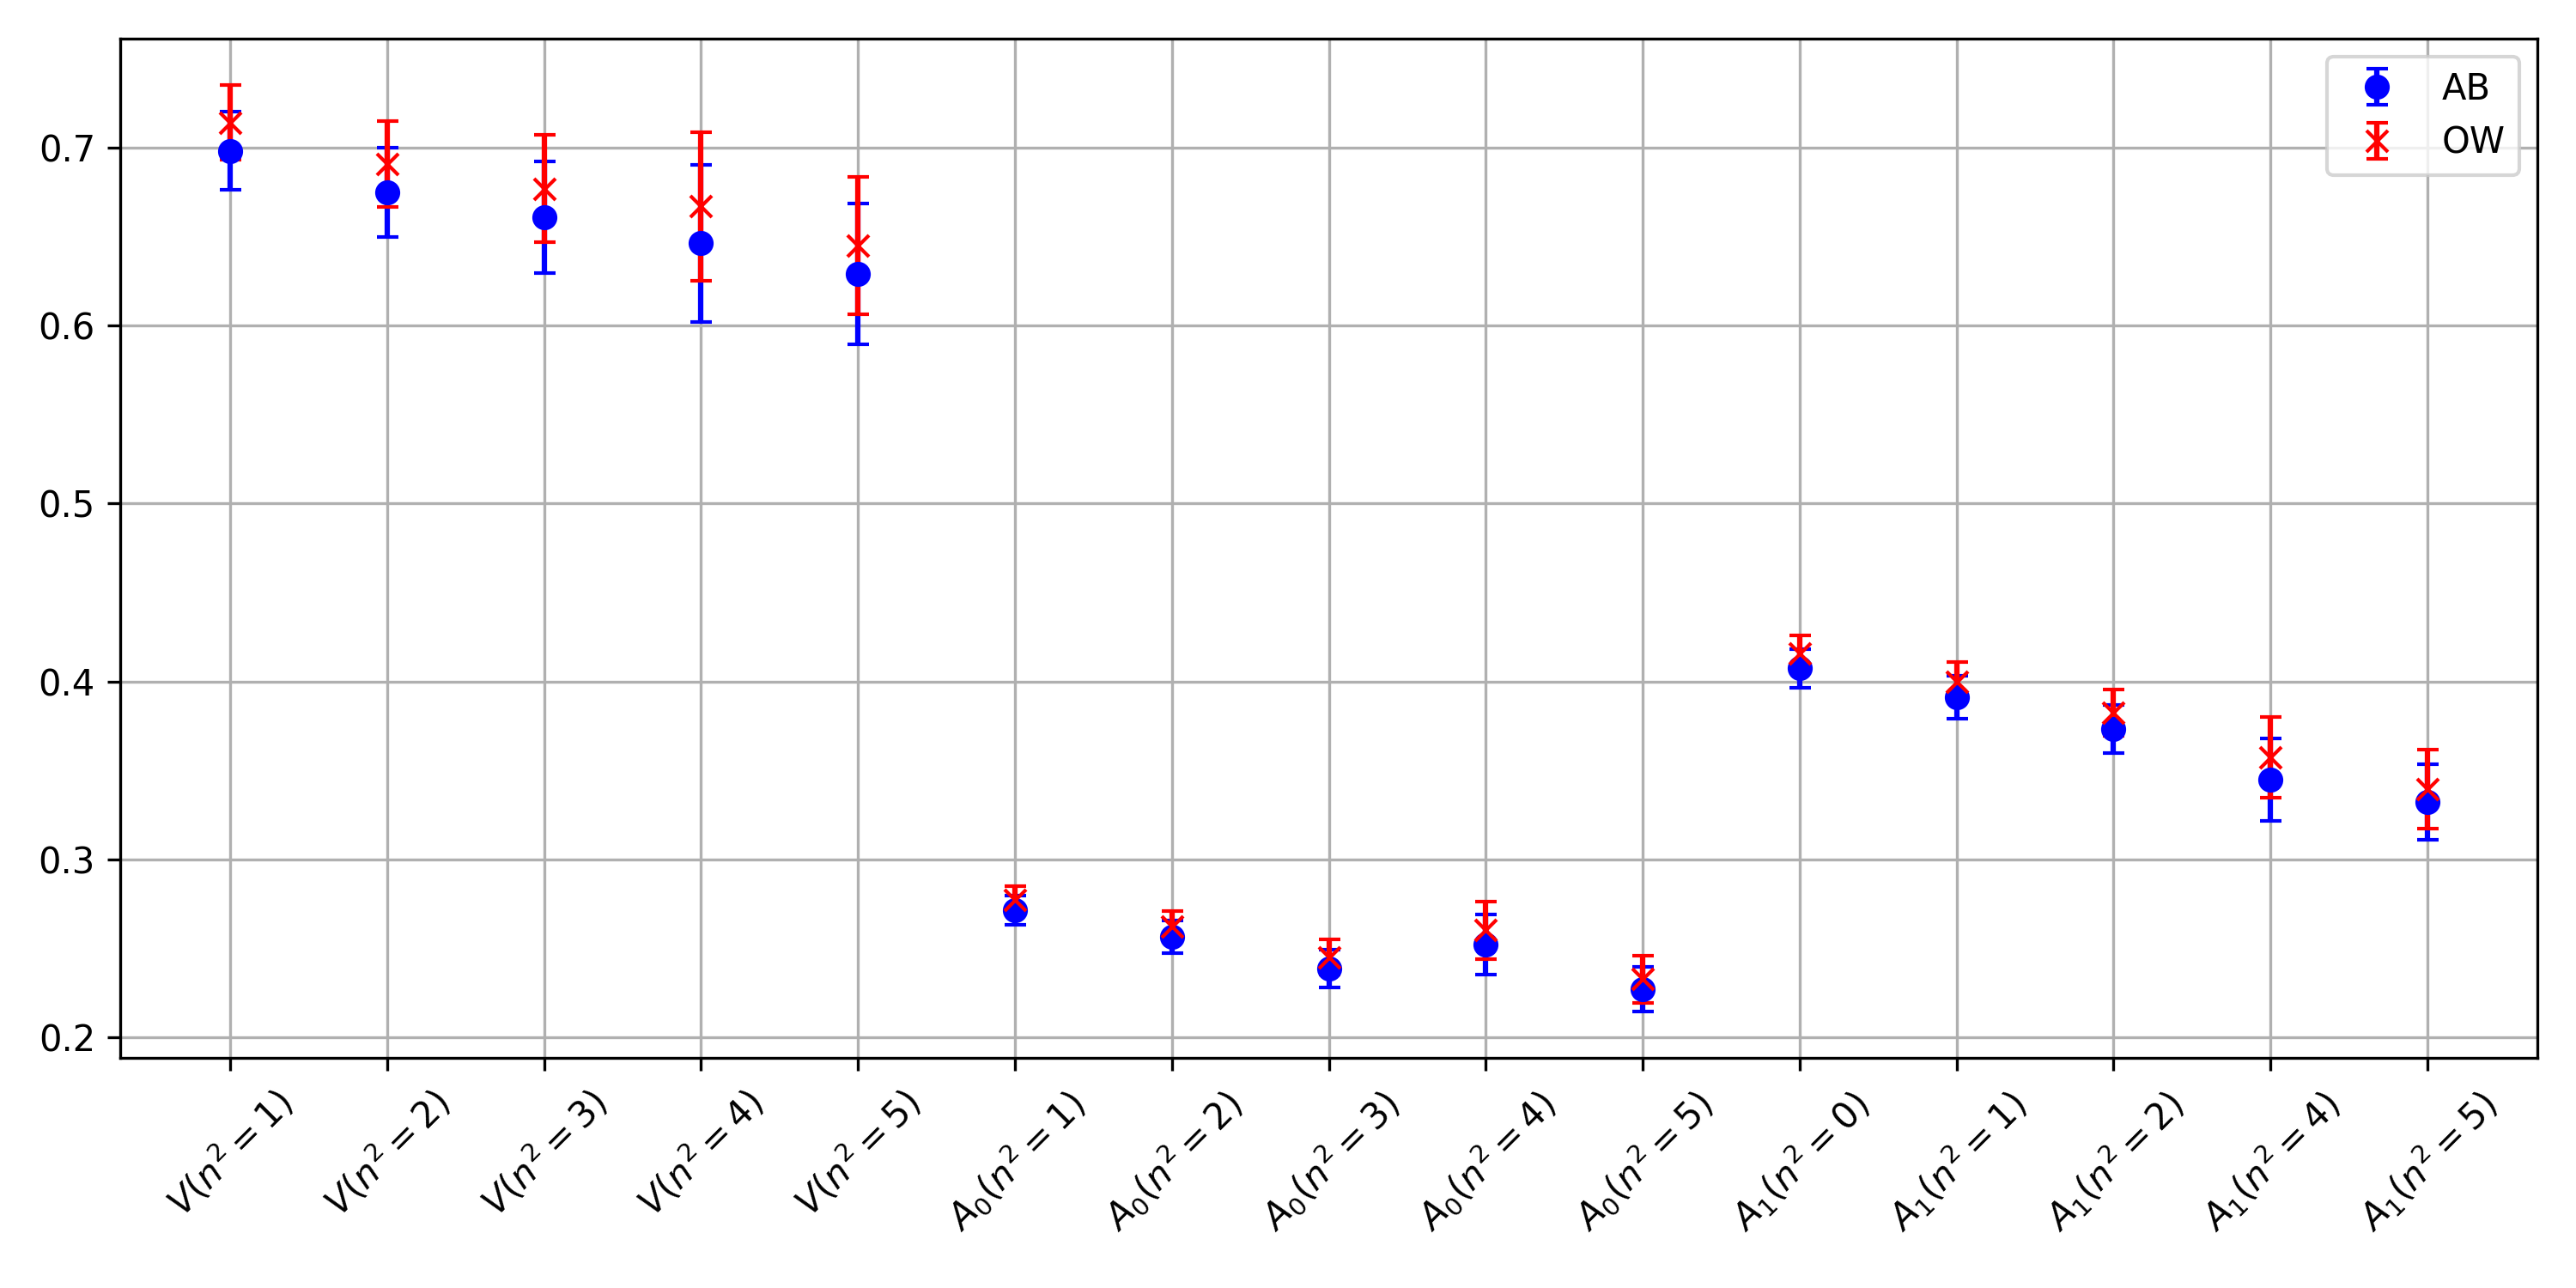 AB
OW
0.7
0.6
0.5
0.4
0.3
0.2
V(n²=1)
V(n²=2)
V(n²=3)
V(n²=4)
V(n²=5)
A₀(n²=1)
A₀(n²=2)
A₀(n²=3)
A₀(n²=4)
A₀(n²=5)
A₁(n²=0)
A₁(n²=1)
A₁(n²=2)
A₁(n²=4)
A₁(n²=5)